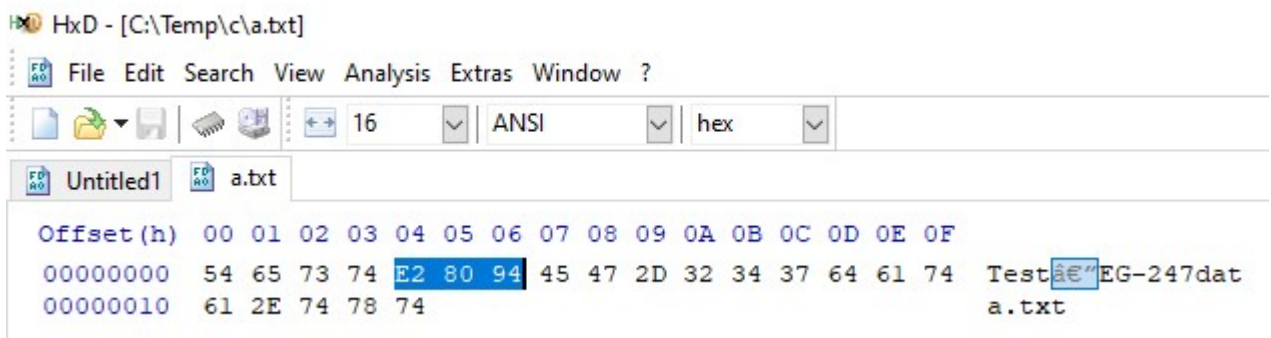 HxD - [C:\Temp\c\a.txt]
File Edit Search View Analysis Extras Window ?
16 ANSI hex
Untitled1 a.txt
Offset(h) 00 01 02 03 04 05 06 07 08 09 0A 0B 0C 0D 0E 0F
00000000 54 65 73 74 E2 80 94 45 47 2D 32 34 37 64 61 74 Testâ€”EG-247dat
00000010 61 2E 74 78 74 a.txt